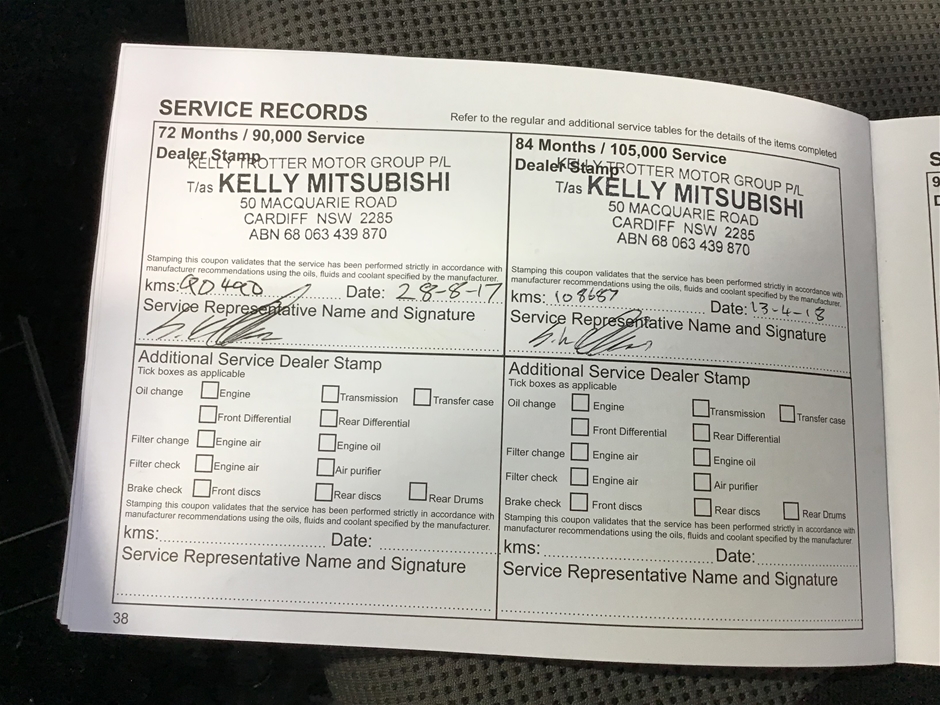 SERVICE RECORDS
Refer to the regular and additional service tables for the details of the items completed
72 Months / 90,000 Service
Dealer Stamp
KELLY TROTTER MOTOR GROUP P/L
T/as KELLY MITSUBISHI
50 MACQUARIE ROAD
CARDIFF NSW 2285
ABN 68 063 439 870
Stamping this coupon validates that the service has been performed strictly in accordance with
manufacturer recommendations using the oils, fluids and coolant specified by the manufacturer.
kms: 90490 Date: 28-8-17
Service Representative Name and Signature
Additional Service Dealer Stamp
Tick boxes as applicable
Oil change Engine Transmission Transfer case
Front Differential Rear Differential
Filter change Engine air Engine oil
Filter check Engine air Air purifier
Brake check Front discs Rear discs Rear Drums
Stamping this coupon validates that the service has been performed strictly in accordance with
manufacturer recommendations using the oils, fluids and coolant specified by the manufacturer.
kms: Date:
Service Representative Name and Signature
84 Months / 105,000 Service
Dealer Stamp
KELLY TROTTER MOTOR GROUP P/L
T/as KELLY MITSUBISHI
50 MACQUARIE ROAD
CARDIFF NSW 2285
ABN 68 063 439 870
Stamping this coupon validates that the service has been performed strictly in accordance with
manufacturer recommendations using the oils, fluids and coolant specified by the manufacturer.
kms: 108687 Date: 13-4-18
Service Representative Name and Signature
Additional Service Dealer Stamp
Tick boxes as applicable
Oil change Engine Transmission Transfer case
Front Differential Rear Differential
Filter change Engine air Engine oil
Filter check Engine air Air purifier
Brake check Front discs Rear discs Rear Drums
Stamping this coupon validates that the service has been performed strictly in accordance with
manufacturer recommendations using the oils, fluids and coolant specified by the manufacturer.
kms: Date:
Service Representative Name and Signature
38